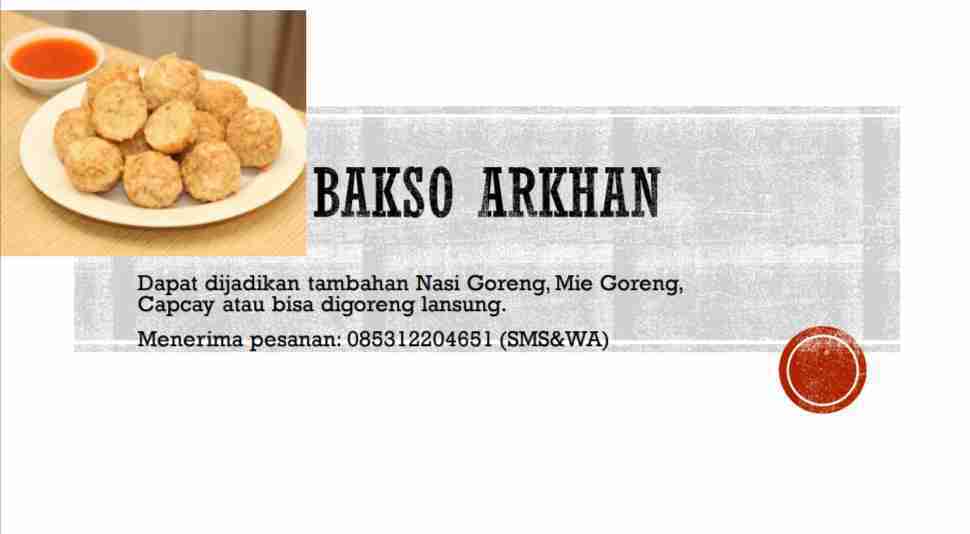 BAKSO ARKHAN
Dapat dijadikan tambahan Nasi Goreng, Mie Goreng,
Capcay atau bisa digoreng lansung.
Menerima pesanan: 085312204651 (SMS&WA)